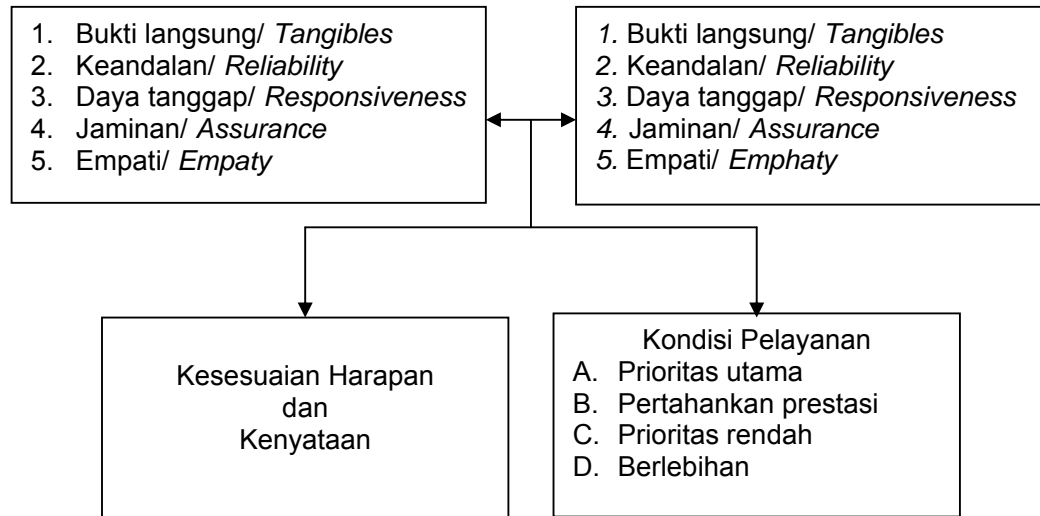 1. Bukti langsung/ Tangibles
2. Keandalan/ Reliability
3. Daya tanggap/ Responsiveness
4. Jaminan/ Assurance
5. Empati/ Empaty
1. Bukti langsung/ Tangibles
2. Keandalan/ Reliability
3. Daya tanggap/ Responsiveness
4. Jaminan/ Assurance
5. Empati/ Emphaty
Kesesuaian Harapan
dan
Kenyataan
Kondisi Pelayanan
A. Prioritas utama
B. Pertahankan prestasi
C. Prioritas rendah
D. Berlebihan